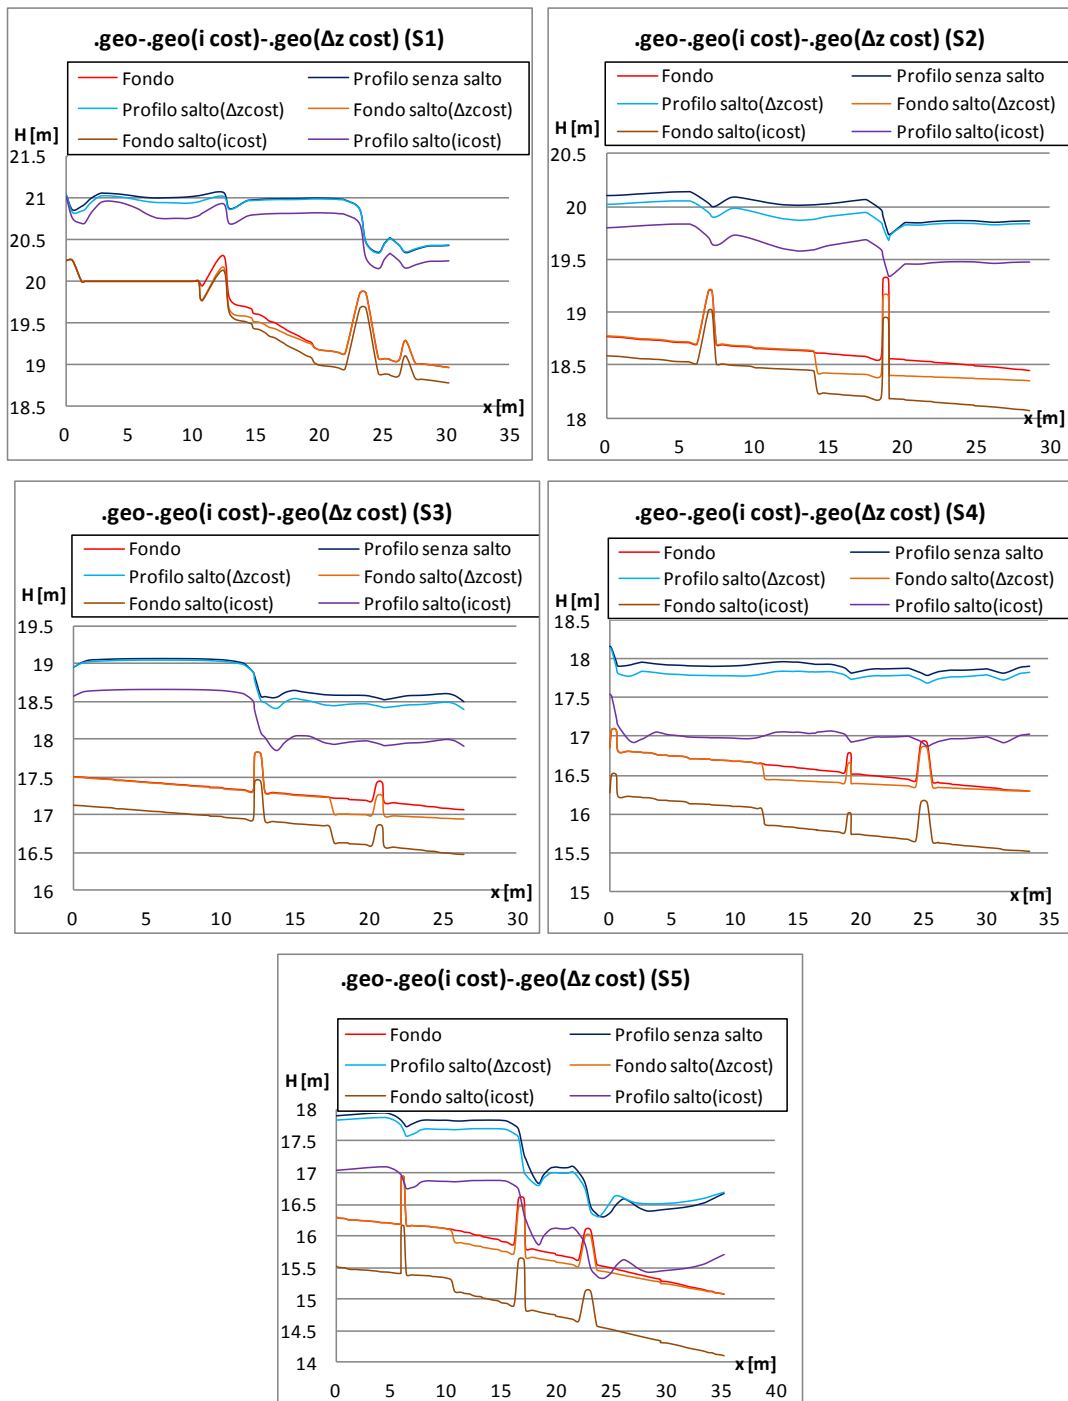 .geo-.geo(i cost)-.geo(Δz cost) (S1)
Fondo Profilo senza salto
Profilo salto(Δzcost) Fondo salto(Δzcost)
Fondo salto(icost) Profilo salto(icost)
H [m]
21.5
21
20.5
20
19.5
19
18.5
x [m]
0 5 10 15 20 25 30 35
.geo-.geo(i cost)-.geo(Δz cost) (S2)
Fondo Profilo senza salto
Profilo salto(Δzcost) Fondo salto(Δzcost)
Fondo salto(icost) Profilo salto(icost)
H [m]
20.5
20
19.5
19
18.5
18
x [m]
0 5 10 15 20 25 30
.geo-.geo(i cost)-.geo(Δz cost) (S3)
Fondo Profilo senza salto
Profilo salto(Δzcost) Fondo salto(Δzcost)
Fondo salto(icost) Profilo salto(icost)
H [m]
19.5
19
18.5
18
17.5
17
16.5
16
x [m]
0 5 10 15 20 25 30
.geo-.geo(i cost)-.geo(Δz cost) (S4)
Fondo Profilo senza salto
Profilo salto(Δzcost) Fondo salto(Δzcost)
Fondo salto(icost) Profilo salto(icost)
H [m]
18.5
18
17.5
17
16.5
16
15.5
15
x [m]
0 5 10 15 20 25 30 35
.geo-.geo(i cost)-.geo(Δz cost) (S5)
Fondo Profilo senza salto
Profilo salto(Δzcost) Fondo salto(Δzcost)
Fondo salto(icost) Profilo salto(icost)
H [m]
18
17.5
17
16.5
16
15.5
15
14.5
14
x [m]
0 5 10 15 20 25 30 35 40